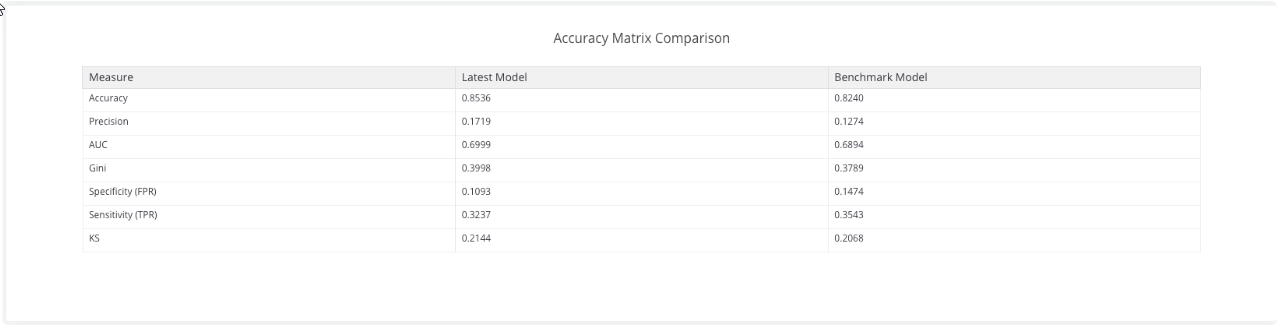 Accuracy Matrix Comparison
Measure Latest Model Benchmark Model
Accuracy 0.8536 0.8240
Precision 0.1719 0.1274
AUC 0.6999 0.6894
Gini 0.3998 0.3789
Specificity (FPR) 0.1093 0.1474
Sensitivity (TPR) 0.3237 0.3543
KS 0.2144 0.2068